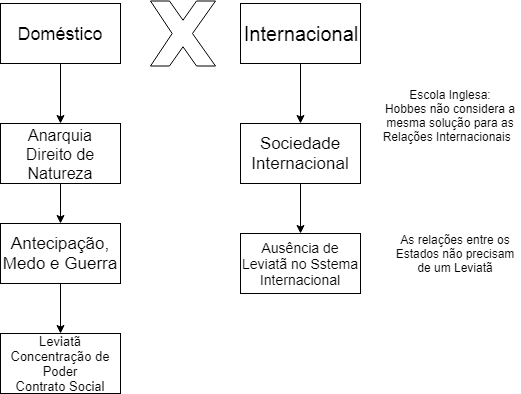 Doméstico
X
Internacional
Anarquia
Direito de
Natureza
Antecipação,
Medo e Guerra
Leviatã
Concentração de
Poder
Contrato Social
Sociedade
Internacional
Ausência de
Leviatã no Sstema
Internacional
Escola Inglesa:
Hobbes não considera a
mesma solução para as
Relações Internacionais
As relações entre os
Estados não precisam
de um Leviatã